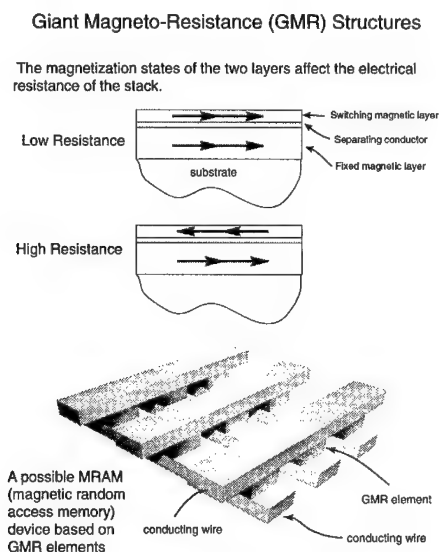 Giant Magneto-Resistance (GMR) Structures
The magnetization states of the two layers affect the electrical
resistance of the stack.
Low Resistance
Switching magnetic layer
Separating conductor
Fixed magnetic layer
substrate
High Resistance
A possible MRAM
(magnetic random
access memory)
device based on
GMR elements
conducting wire
GMR element
conducting wire